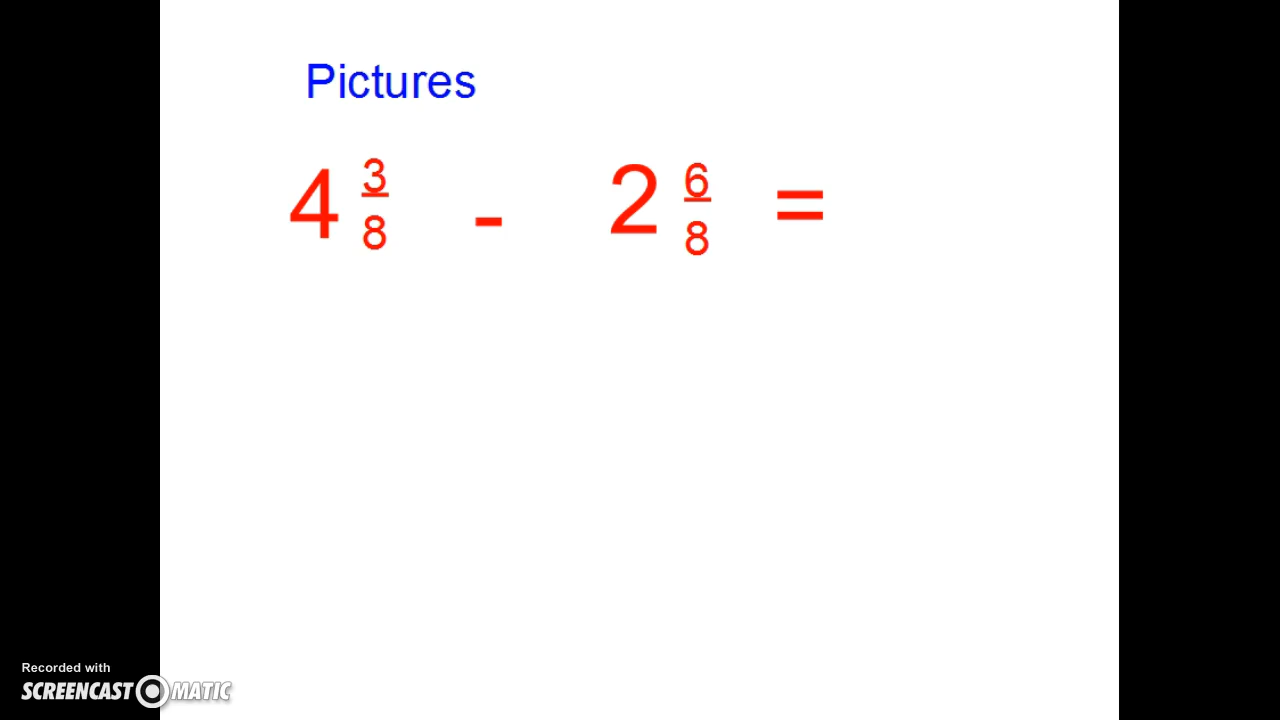 Pictures
4 3/8 - 2 6/8 =
Recorded with
SCREENCAST MATIC